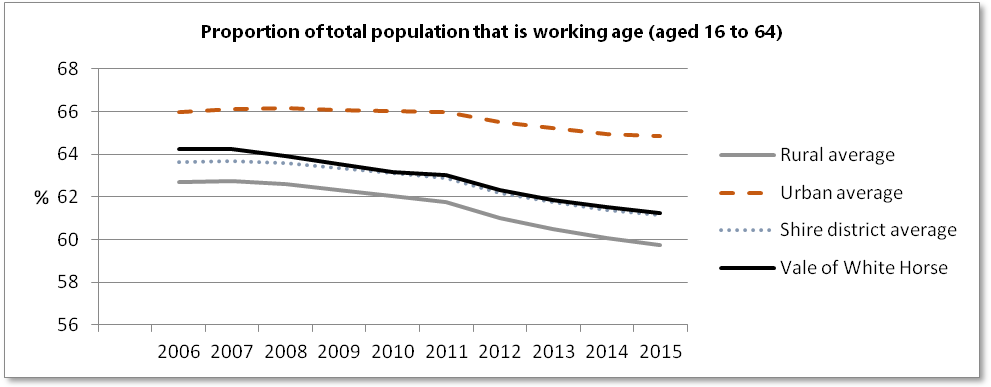 Proportion of total population that is working age (aged 16 to 64)
68
66
64
62
60
58
56
%
2006 2007 2008 2009 2010 2011 2012 2013 2014 2015
Rural average
Urban average
Shire district average
Vale of White Horse